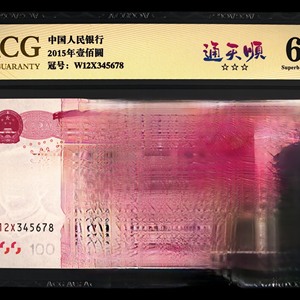 CG
GUARANTY
中国人民银行
2015年壹佰圆
冠号：W12X345678
通天顺
☆☆☆
6
Superb
12X345678
100